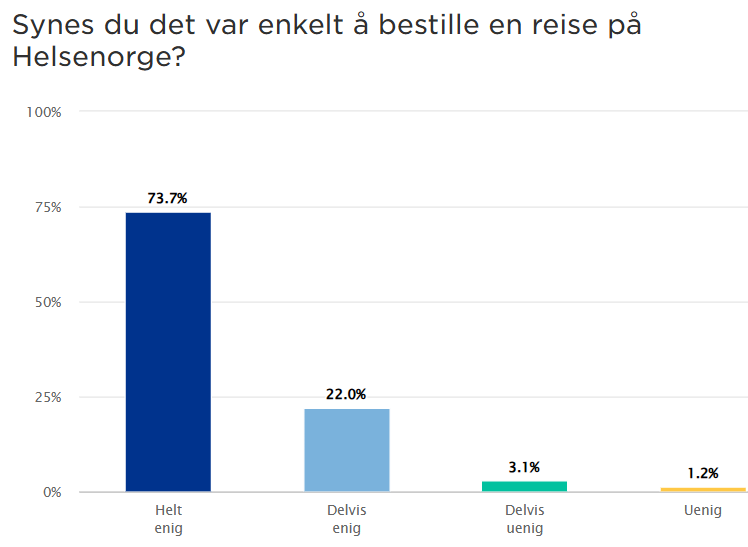 Synes du det var enkelt å bestille en reise på
Helsenorge?
100%
75%
50%
25%
0%
73.7%
22.0%
3.1%
1.2%
Helt
enig
Delvis
enig
Delvis
uenig
Uenig